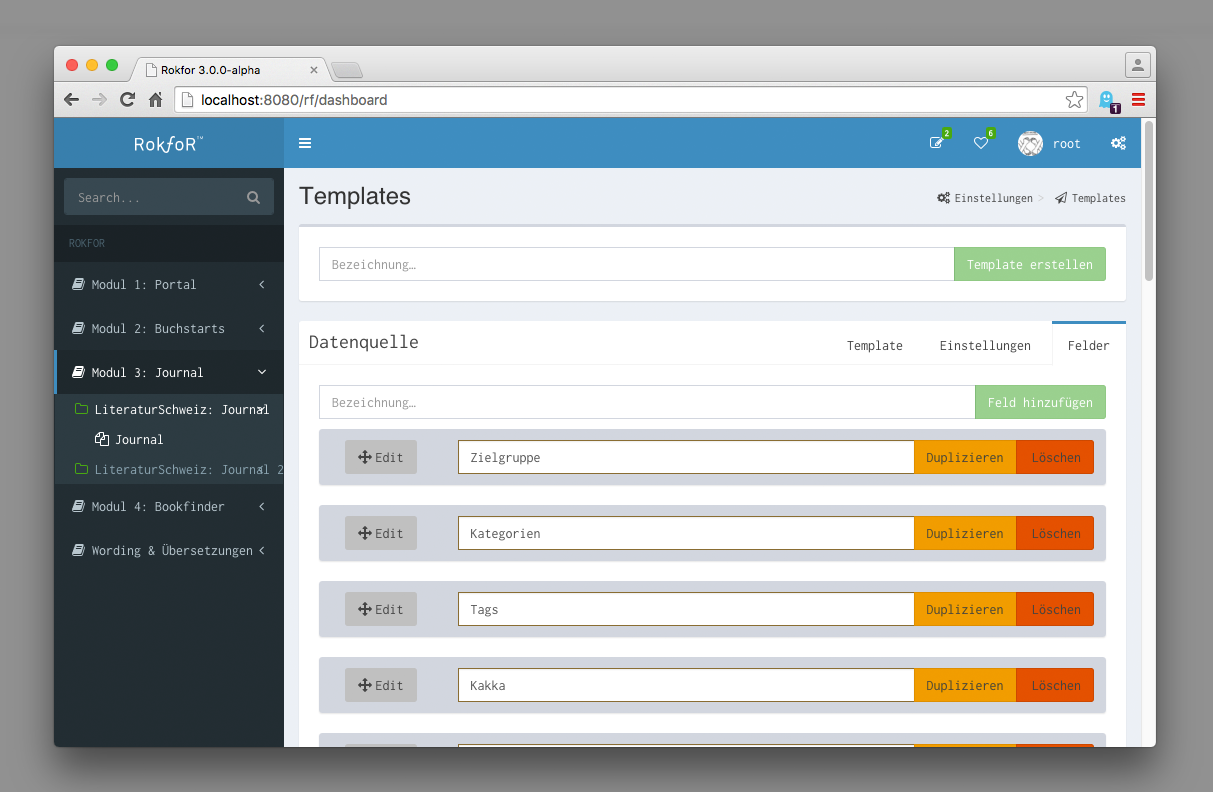 Rokfor 3.0.0-alpha
localhost:8080/rf/dashboard
1
RokfoR™
2
6
root
Search...
Templates
Einstellungen > Templates
ROKFOR
Bezeichnung…
Template erstellen
Modul 1: Portal
Modul 2: Buchstarts
Modul 3: Journal
LiteraturSchweiz: Journal
Journal
LiteraturSchweiz: Journal 2
Modul 4: Bookfinder
Wording & Übersetzungen
Datenquelle
Template
Einstellungen
Felder
Bezeichnung…
Feld hinzufügen
Edit
Zielgruppe
Duplizieren
Löschen
Edit
Kategorien
Duplizieren
Löschen
Edit
Tags
Duplizieren
Löschen
Edit
Kakka
Duplizieren
Löschen